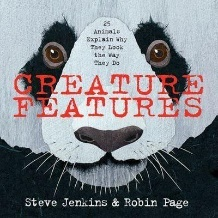 25
Animals
Explain Why
They Look
the Way
They Do
CREATURE
FEATURES
Steve Jenkins & Robin Page